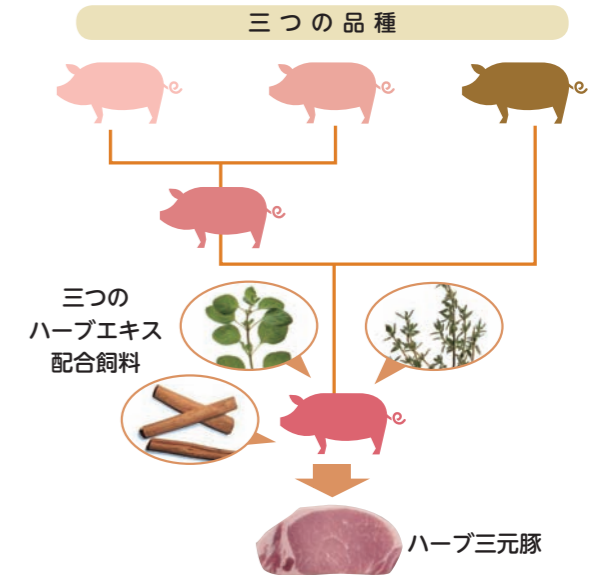 三つの品種
三つの
ハーブエキス
配合飼料
ハーブ三元豚